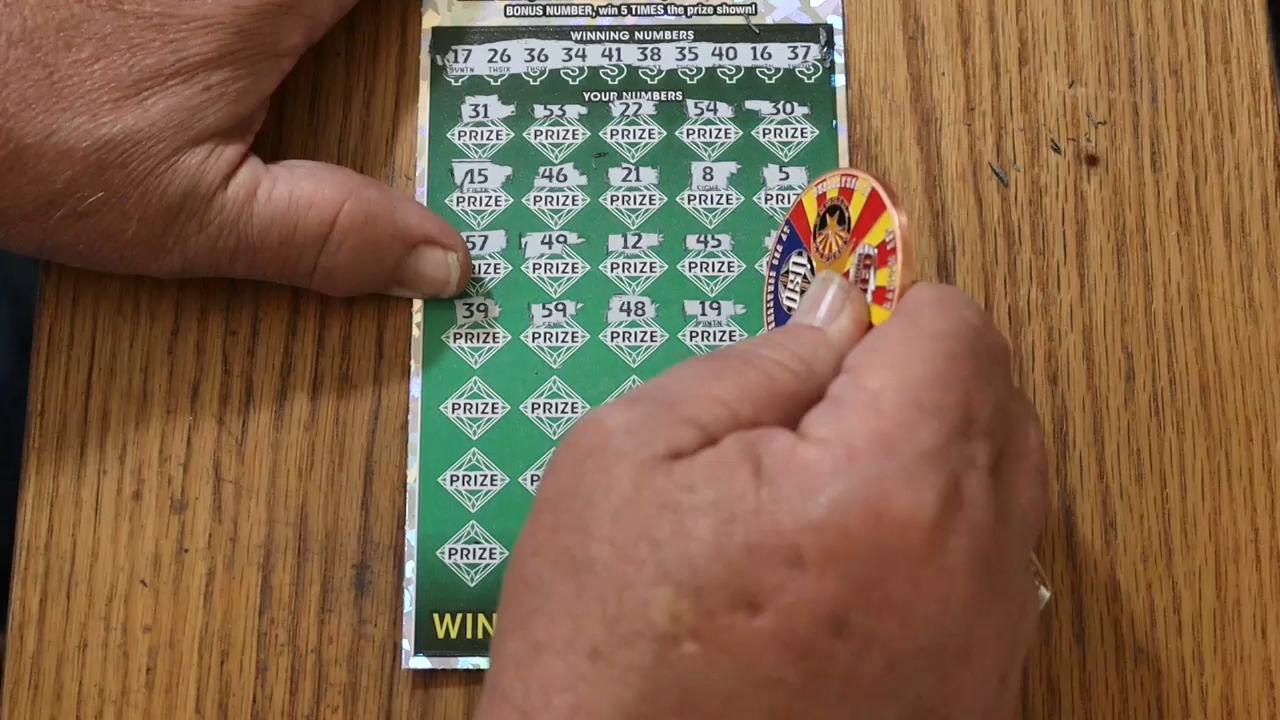 BONUS NUMBER, win 5 TIMES the prize shown!
WINNING NUMBERS
17 26 36 34 41 38 35 40 16 37
YOUR NUMBERS
31 53 22 54 30
PRIZE PRIZE PRIZE PRIZE PRIZE
15 46 21 8 5
PRIZE PRIZE PRIZE PRIZE PRIZ
57 49 12 45
RIZE PRIZE PRIZE PRIZE
39 59 48 19
PRIZE PRIZE PRIZE PRIZE
PRIZE PRIZE
PRIZE
PRIZE
WIN